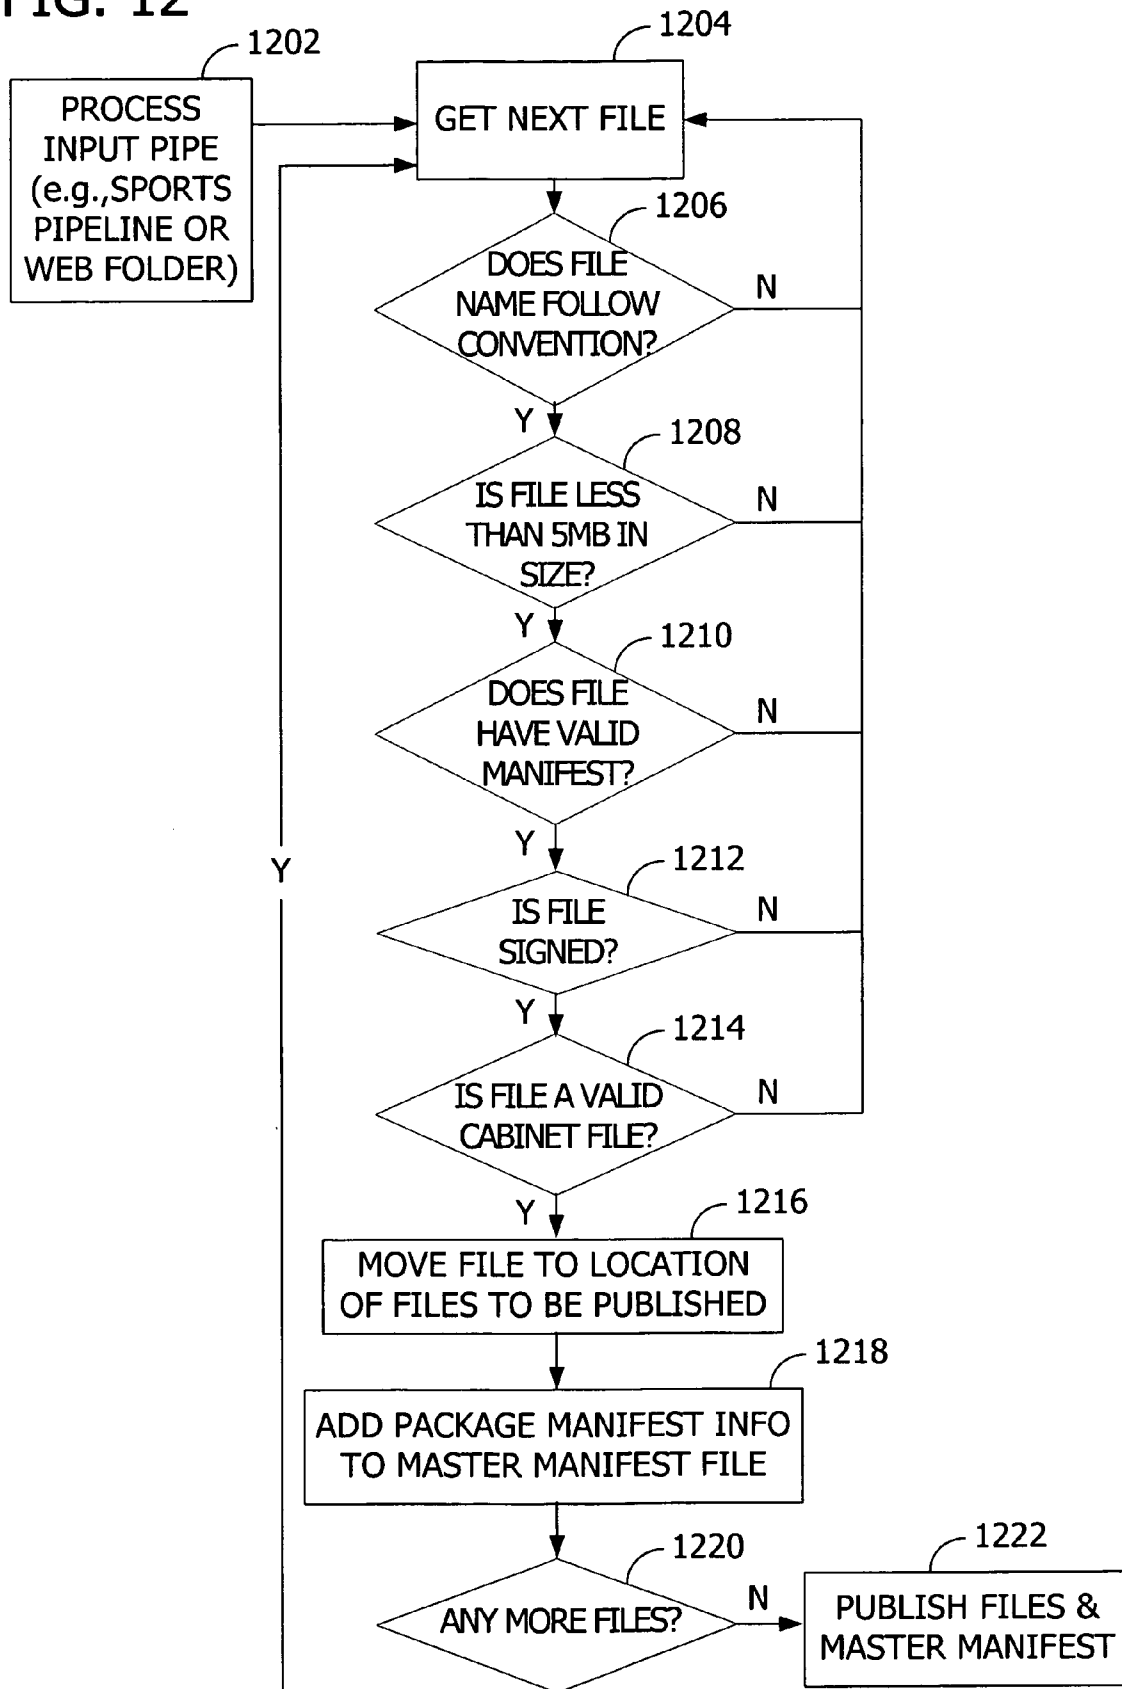 FIG. 12
1202
PROCESS
INPUT PIPE
(e.g.,SPORTS
PIPELINE OR
WEB FOLDER)
1204
GET NEXT FILE
1206
DOES FILE
NAME FOLLOW
CONVENTION?
N
Y
1208
IS FILE LESS
THAN 5MB IN
SIZE?
N
Y
1210
DOES FILE
HAVE VALID
MANIFEST?
N
Y
1212
IS FILE
SIGNED?
N
Y
1214
IS FILE A VALID
CABINET FILE?
N
Y
1216
MOVE FILE TO LOCATION
OF FILES TO BE PUBLISHED
1218
ADD PACKAGE MANIFEST INFO
TO MASTER MANIFEST FILE
1220
ANY MORE FILES?
N
Y
1222
PUBLISH FILES &
MASTER MANIFEST